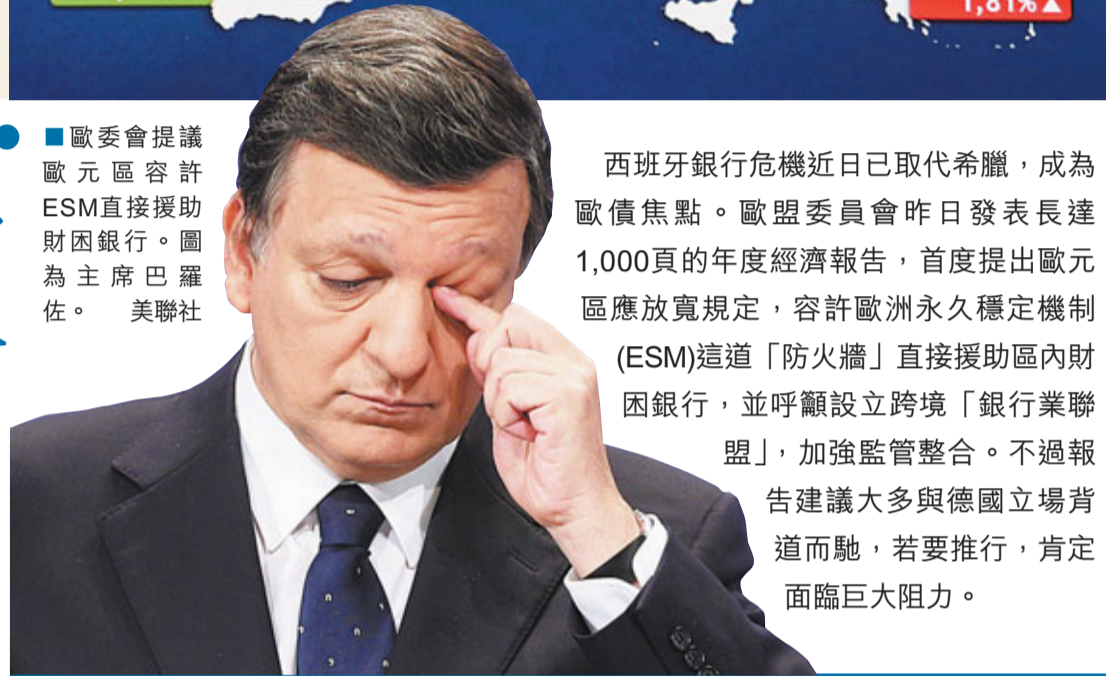 1,81%▲
■歐委會提議
歐元區容許
ESM直接援助
財困銀行。圖
為主席巴羅
佐。 美聯社
西班牙銀行危機近日已取代希臘，成為
歐債焦點。歐盟委員會昨日發表長達
1,000頁的年度經濟報告，首度提出歐元
區應放寬規定，容許歐洲永久穩定機制
(ESM)這道「防火牆」直接援助區內財
困銀行，並呼籲設立跨境「銀行業聯
盟」，加強監管整合。不過報
告建議大多與德國立場背
道而馳，若要推行，肯定
面臨巨大阻力。